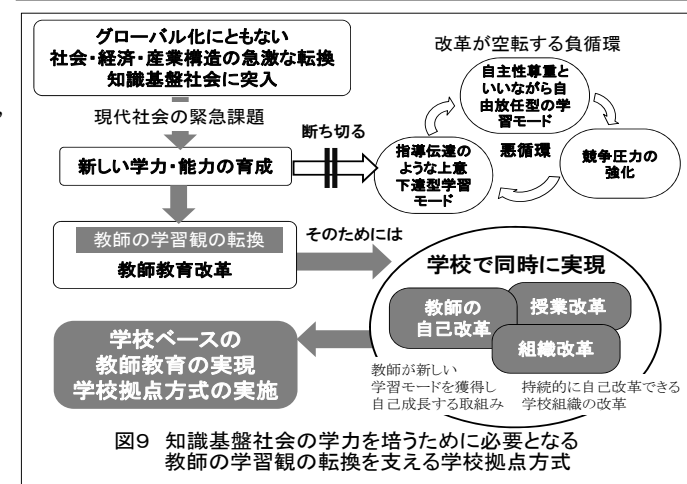 グローバル化にともない
社会・経済・産業構造の急激な転換
知識基盤社会に突入
現代社会の緊急課題
新しい学力・能力の育成
断ち切る
改革が空転する負循環
自主性尊重と
いいながら自
由放任型の学
習モード
指導伝達の
ような上意
下達型学習
モード
悪循環
競争圧力の
強化
教師の学習観の転換
教師教育改革
そのためには
学校で同時に実現
教師の
自己改革
授業改革
組織改革
教師が新しい
学習モードを獲得し
自己成長する取組み
持続的に自己改革できる
学校組織の改革
学校ベースの
教師教育の実現
学校拠点方式の実施
図9 知識基盤社会の学力を培うために必要となる
教師の学習観の転換を支える学校拠点方式